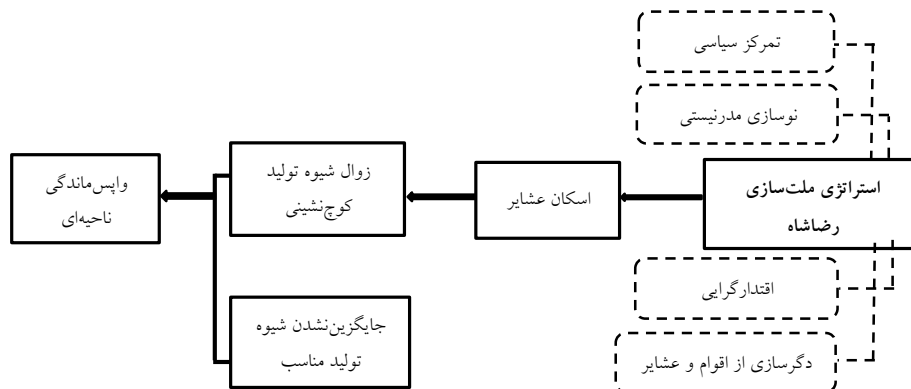 تمرکز سیاسی
نوسازی مدرنیستی
استراتژی ملت‌سازی
رضاشاه
اقتدارگرایی
دگرسازی از اقوام و عشایر
اسکان عشایر
زوال شیوه تولید
کوچ‌نشینی
جایگزین‌نشدن شیوه
تولید مناسب
واپس‌ماندگی
ناحیه‌ای